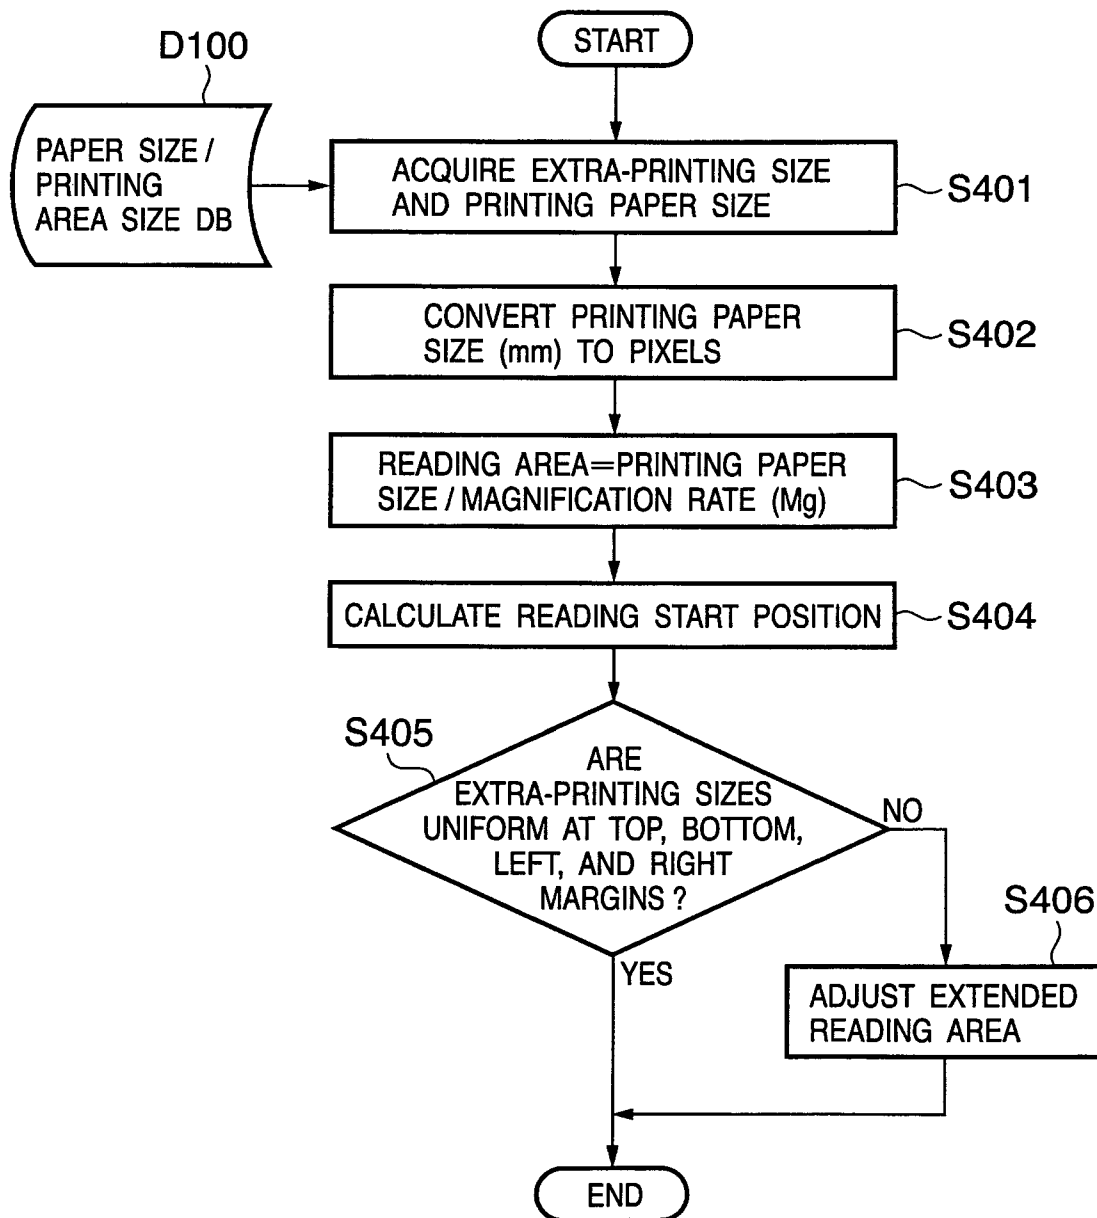 START
D100
PAPER SIZE /
PRINTING
AREA SIZE DB
ACQUIRE EXTRA-PRINTING SIZE
AND PRINTING PAPER SIZE
S401
CONVERT PRINTING PAPER
SIZE (mm) TO PIXELS
S402
READING AREA=PRINTING PAPER
SIZE / MAGNIFICATION RATE (Mg)
S403
CALCULATE READING START POSITION
S404
S405
ARE
EXTRA-PRINTING SIZES
UNIFORM AT TOP, BOTTOM,
LEFT, AND RIGHT
MARGINS ?
NO
YES
S406
ADJUST EXTENDED
READING AREA
END